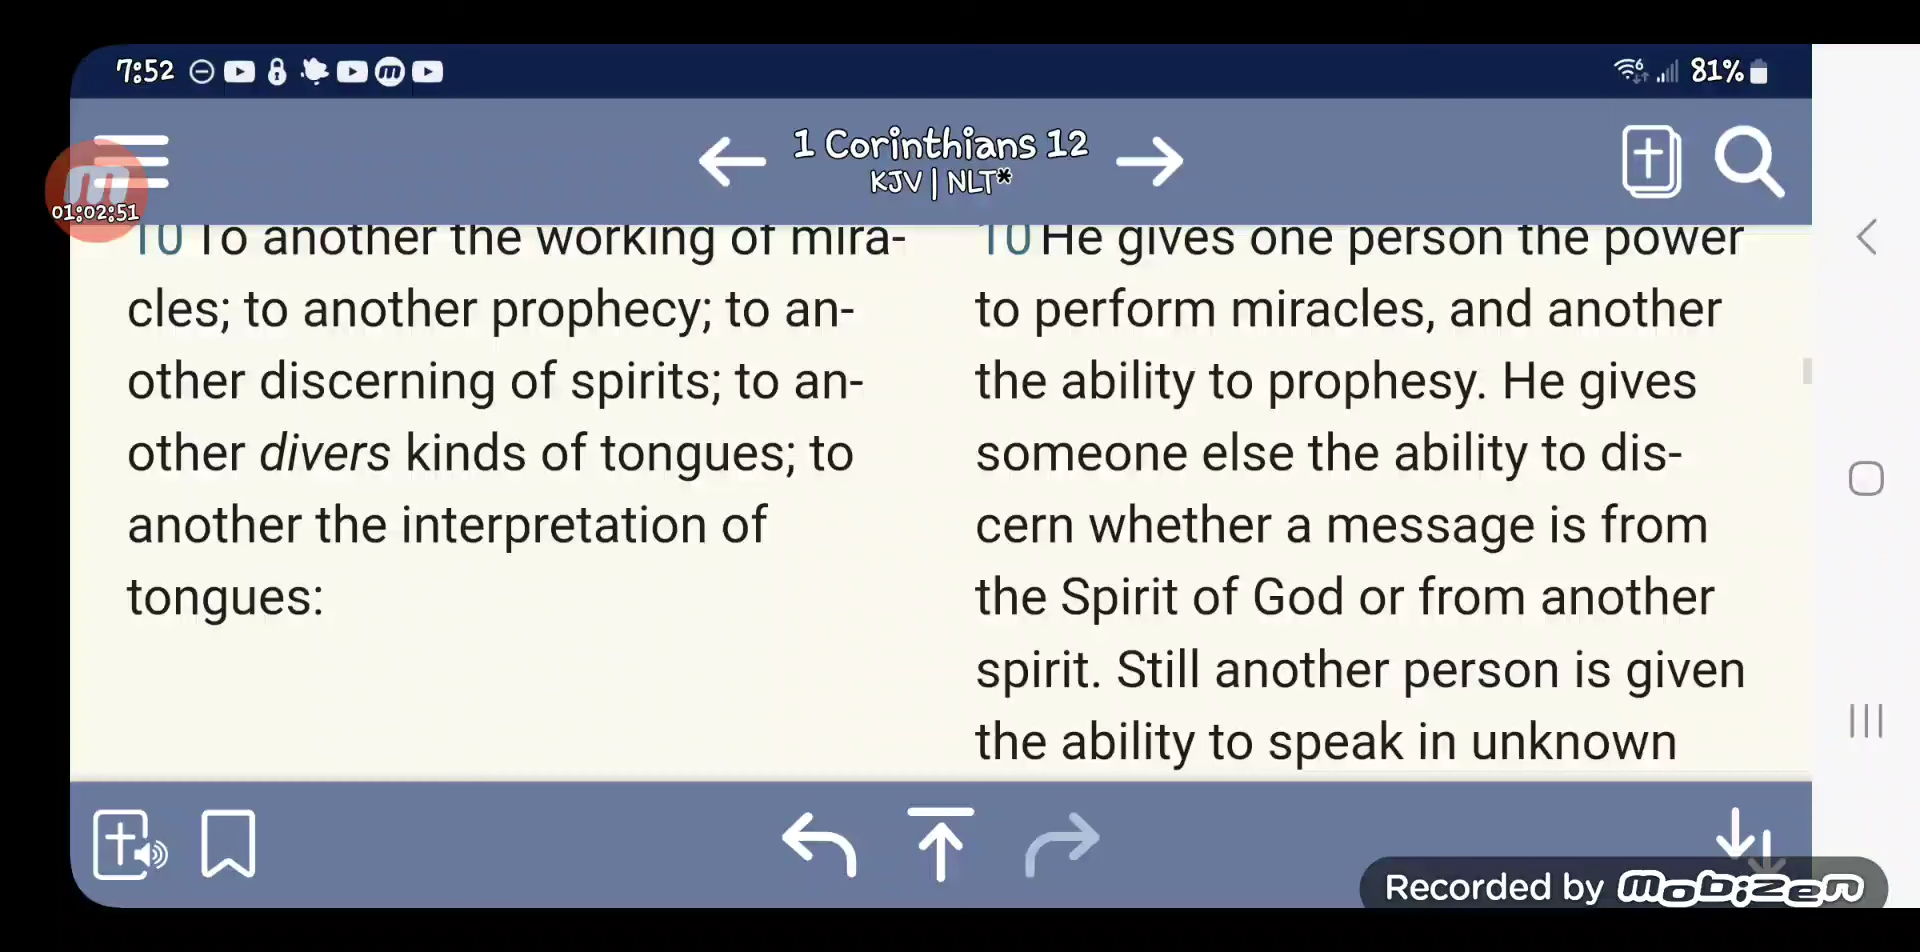 7:52
81%
1 Corinthians 12
KJV | NLT*
01:02:51
10 To another the working of mira-
cles; to another prophecy; to an-
other discerning of spirits; to an-
other divers kinds of tongues; to
another the interpretation of
tongues:
10 He gives one person the power
to perform miracles, and another
the ability to prophesy. He gives
someone else the ability to dis-
cern whether a message is from
the Spirit of God or from another
spirit. Still another person is given
the ability to speak in unknown
Recorded by Mobizen